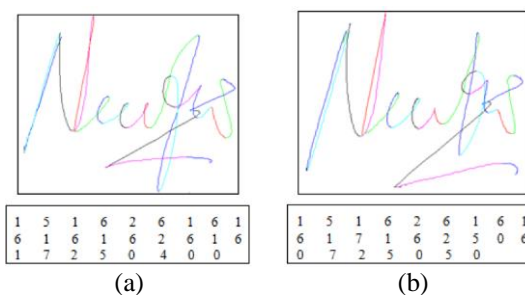 1 5 1 6 2 6 1 6 1
6 1 6 1 6 2 6 1 6
1 7 2 5 0 4 0 0
(a)
1 5 1 6 2 6 1 6 1
6 1 7 1 6 2 5 0 6
0 7 2 5 0 5 0
(b)